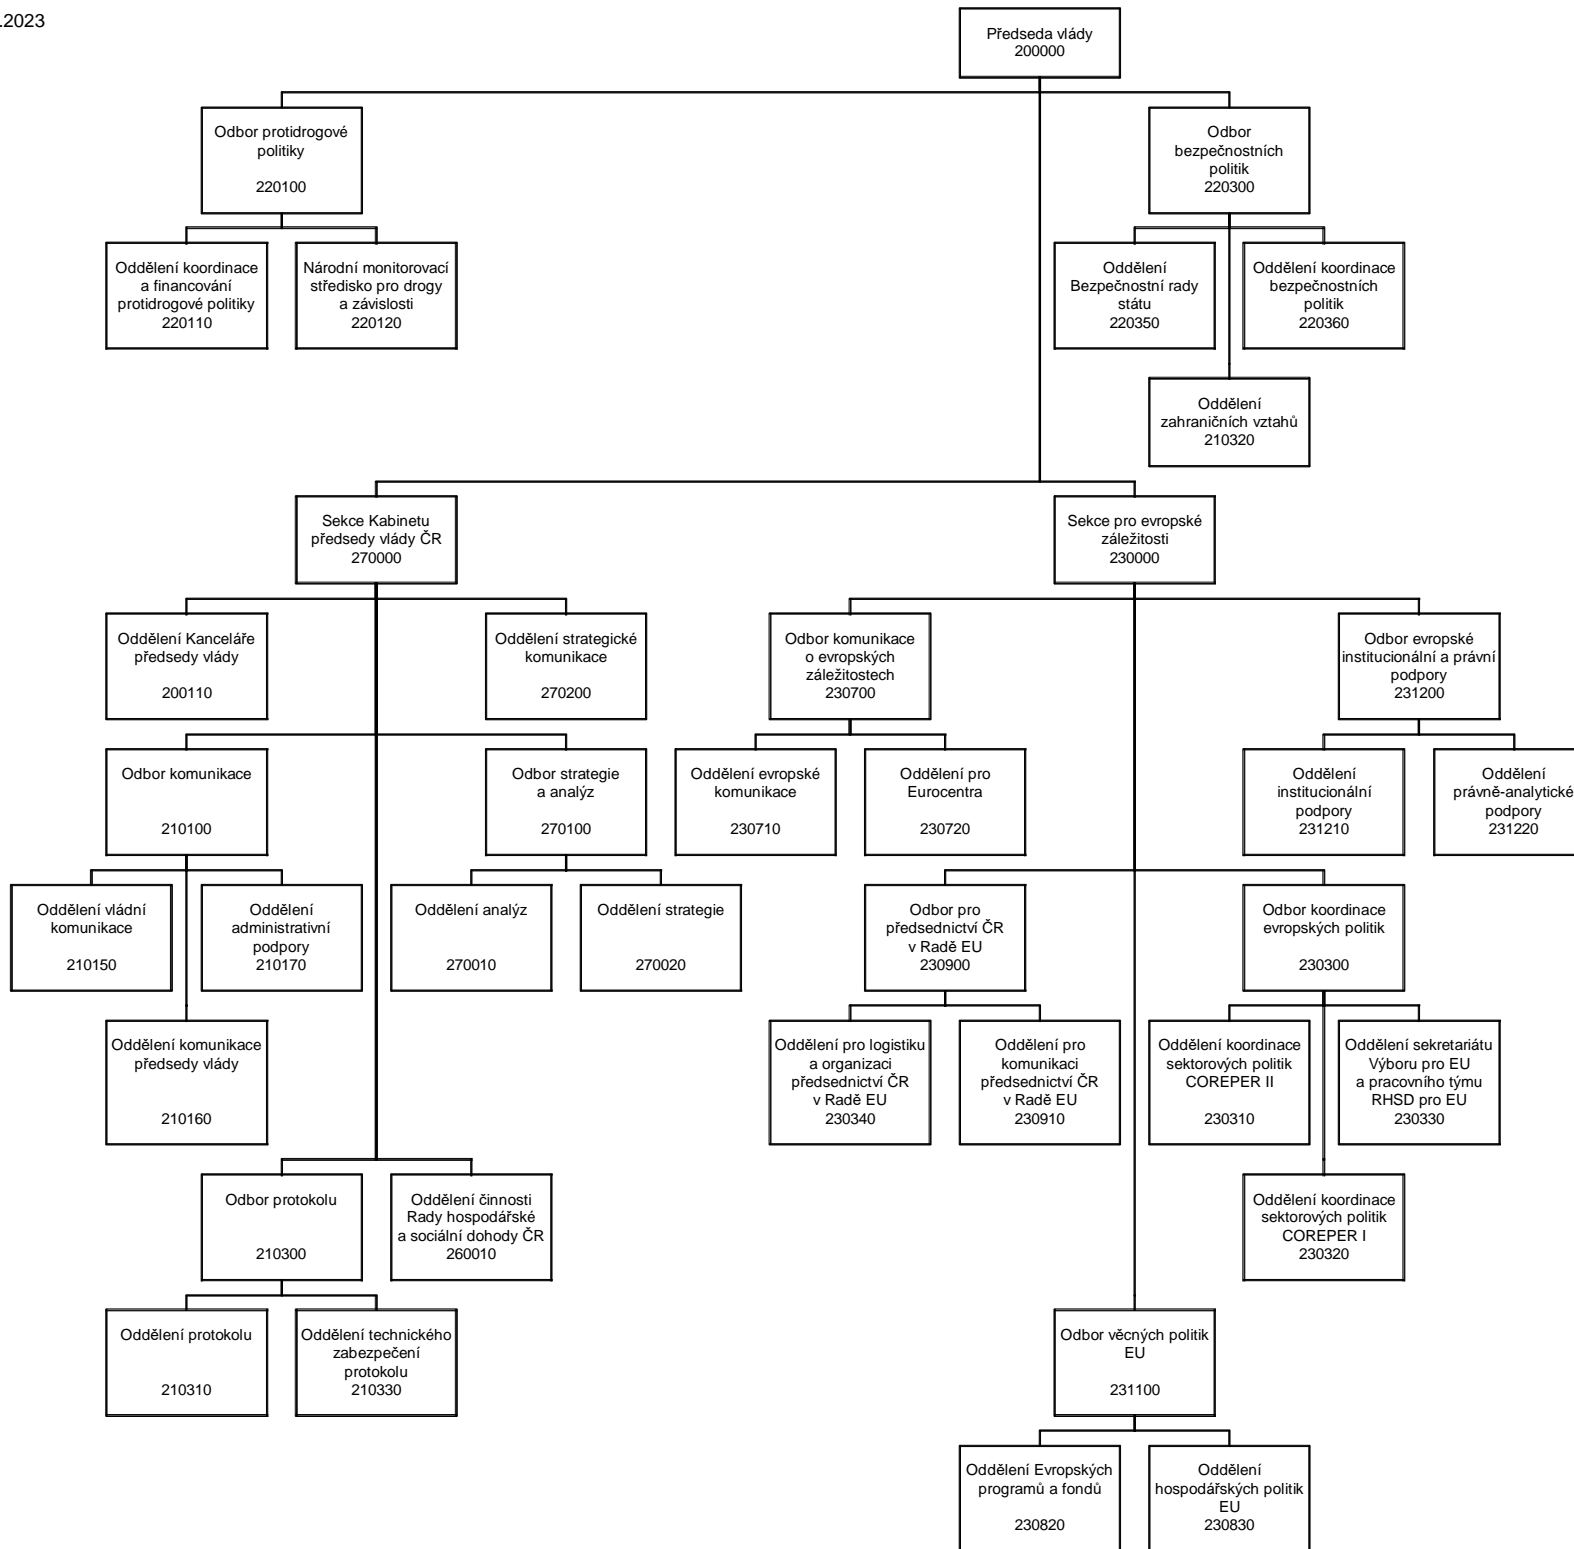 .2023
Předseda vlády
200000
Odbor protidrogové
politiky
220100
Odbor
bezpečnostních
politik
220300
Oddělení koordinace
a financování
protidrogové politiky
220110
Národní monitorovací
středisko pro drogy
a závislosti
220120
Oddělení
Bezpečnostní rady
státu
220350
Oddělení koordinace
bezpečnostních
politik
220360
Oddělení
zahraničních vztahů
210320
Sekce Kabinetu
předsedy vlády ČR
270000
Sekce pro evropské
záležitosti
230000
Oddělení Kanceláře
předsedy vlády
200110
Oddělení strategické
komunikace
270200
Odbor komunikace
o evropských
záležitostech
230700
Odbor evropské
institucionální a právní
podpory
231200
Odbor komunikace
210100
Odbor strategie
a analýz
270100
Oddělení evropské
komunikace
230710
Oddělení pro
Eurocentra
230720
Oddělení
institucionální
podpory
231210
Oddělení
právně-analytické
podpory
231220
Oddělení vládní
komunikace
210150
Oddělení
administrativní
podpory
210170
Oddělení analýz
270010
Oddělení strategie
270020
Odbor pro
předsednictví ČR
v Radě EU
230900
Odbor koordinace
evropských politik
230300
Oddělení komunikace
předsedy vlády
210160
Oddělení pro logistiku
a organizaci
předsednictví ČR
v Radě EU
230340
Oddělení pro
komunikaci
předsednictví ČR
v Radě EU
230910
Oddělení koordinace
sektorových politik
COREPER II
230310
Oddělení sekretariátu
Výboru pro EU
a pracovního týmu
RHSD pro EU
230330
Odbor protokolu
210300
Oddělení činnosti
Rady hospodářské
a sociální dohody ČR
260010
Oddělení koordinace
sektorových politik
COREPER I
230320
Oddělení protokolu
210310
Oddělení technického
zabezpečení
protokolu
210330
Odbor věcných politik
EU
231100
Oddělení Evropských
programů a fondů
230820
Oddělení
hospodářských politik
EU
230830